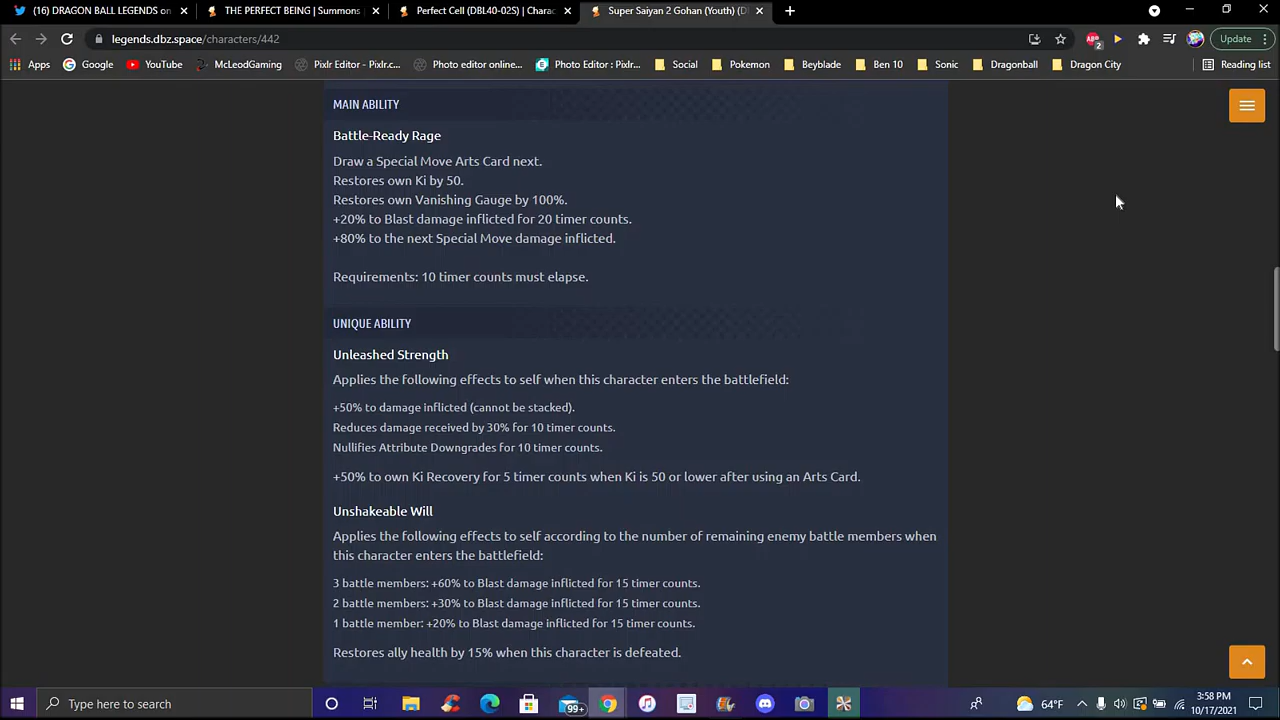 (16) DRAGON BALL LEGENDS on
THE PERFECT BEING | Summons
Perfect Cell (DBL40-02S) | Charac
Super Saiyan 2 Gohan (Youth) (D
legends.dbz.space/characters/442
ABP
2
Update
Apps
Google
YouTube
McLeodGaming
Pixlr Editor - Pixlr.c...
Photo editor online...
Photo Editor : Pixlr...
Social
Pokemon
Beyblade
Ben 10
Sonic
Dragonball
Dragon City
Reading list
MAIN ABILITY
Battle-Ready Rage
Draw a Special Move Arts Card next.
Restores own Ki by 50.
Restores own Vanishing Gauge by 100%.
+20% to Blast damage inflicted for 20 timer counts.
+80% to the next Special Move damage inflicted.
Requirements: 10 timer counts must elapse.
UNIQUE ABILITY
Unleashed Strength
Applies the following effects to self when this character enters the battlefield:
+50% to damage inflicted (cannot be stacked).
Reduces damage received by 30% for 10 timer counts.
Nullifies Attribute Downgrades for 10 timer counts.
+50% to own Ki Recovery for 5 timer counts when Ki is 50 or lower after using an Arts Card.
Unshakeable Will
Applies the following effects to self according to the number of remaining enemy battle members when
this character enters the battlefield:
3 battle members: +60% to Blast damage inflicted for 15 timer counts.
2 battle members: +30% to Blast damage inflicted for 15 timer counts.
1 battle member: +20% to Blast damage inflicted for 15 timer counts.
Restores ally health by 15% when this character is defeated.
Type here to search
99+
64°F
3:58 PM
10/17/2021